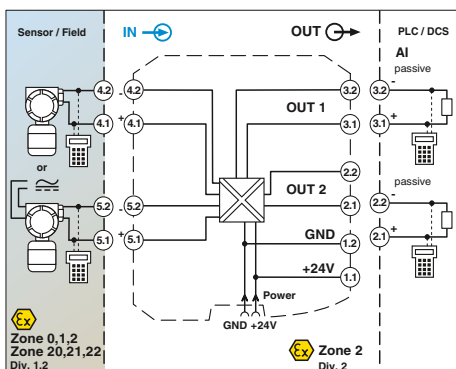 Sensor / Field
IN
OUT
PLC / DCS
AI
passive
4.2
4.2
3.2
3.2
-
-
OUT 1
4.1
+
4.1
3.1
3.1
+
or
2.2
passive
OUT 2
5.2
-
5.2
2.1
2.2
-
GND
5.1
+
5.1
1.2
2.1
+
+24V
1.1
Power
GND +24V
Ex
Zone 0,1,2
Zone 20,21,22
Div. 1,2
Ex
Zone 2
Div. 2